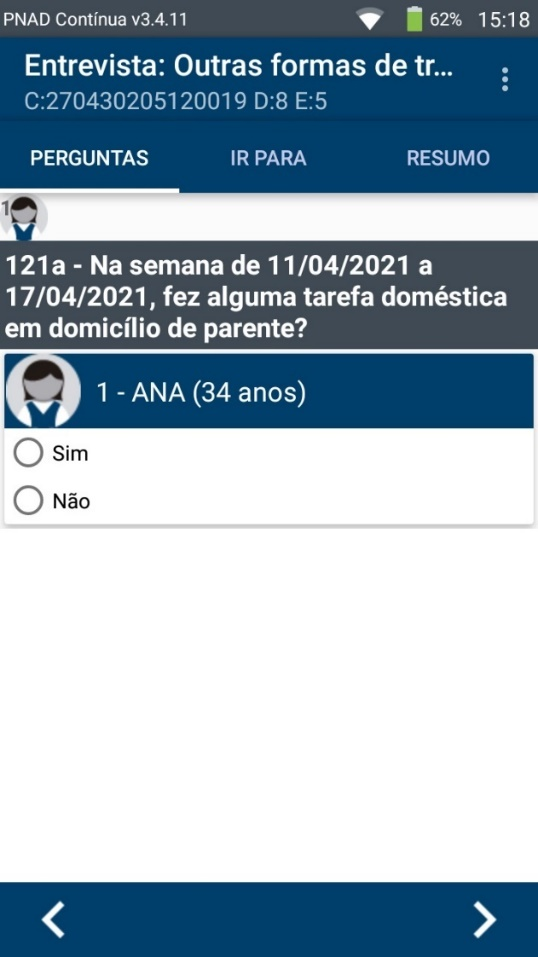 PNAD Contínua v3.4.11 62% 15:18
Entrevista: Outras formas de tr...
C:270430205120019 D:8 E:5
PERGUNTAS IR PARA RESUMO
1
121a - Na semana de 11/04/2021 a
17/04/2021, fez alguma tarefa doméstica
em domicílio de parente?
1 - ANA (34 anos)
Sim
Não